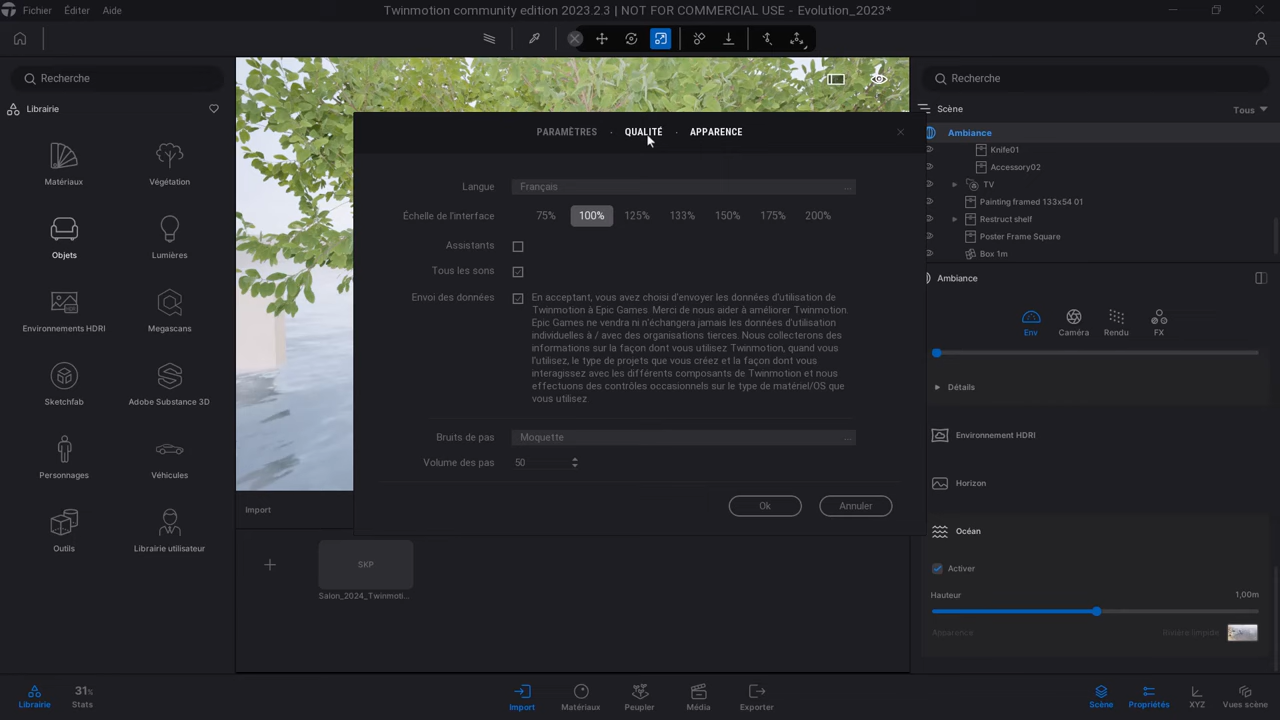 Fichier Éditer Aide
Twinmotion community edition 2023.2.3 | NOT FOR COMMERCIAL USE - Evolution_2023*
Recherche
Librairie
Matériaux
Végétation
Objets
Lumières
Environnements HDRI
Megascans
Sketchfab
Adobe Substance 3D
Personnages
Véhicules
Outils
Librairie utilisateur
PARAMÈTRES · QUALITÉ · APPARENCE
Langue
Français
...
Échelle de l'interface
75% 100% 125% 133% 150% 175% 200%
Assistants
Tous les sons
Envoi des données
En acceptant, vous avez choisi d'envoyer les données d'utilisation de
Twinmotion à Epic Games. Merci de nous aider à améliorer Twinmotion.
Epic Games ne vendra ni n'échangera jamais les données d'utilisation
individuelles à / avec des organisations tierces. Nous collecterons des
informations sur la façon dont vous utilisez Twinmotion, quand vous
l'utilisez, le type de projets que vous créez et la façon dont vous
interagissez avec les différents composants de Twinmotion et nous
effectuons des contrôles occasionnels sur le type de matériel/OS que
vous utilisez
Bruits de pas
Moquette
...
Volume des pas
50
Ok
Annuler
Import
SKP
Salon_2024_Twinmoti...
Recherche
Scène
Tous
Ambiance
Knife01
Accessory02
TV
Painting framed 133x54 01
Restruct shelf
Poster Frame Square
Box 1m
Ambiance
Env
Caméra
Rendu
FX
Détails
Environnement HDRI
Horizon
Océan
Activer
Hauteur
1,00m
Apparence
Rivière limpide
Librairie
31%
Stats
Import
Matériaux
Peupler
Média
Exporter
Scène
Propriétés
XYZ
Vues scène